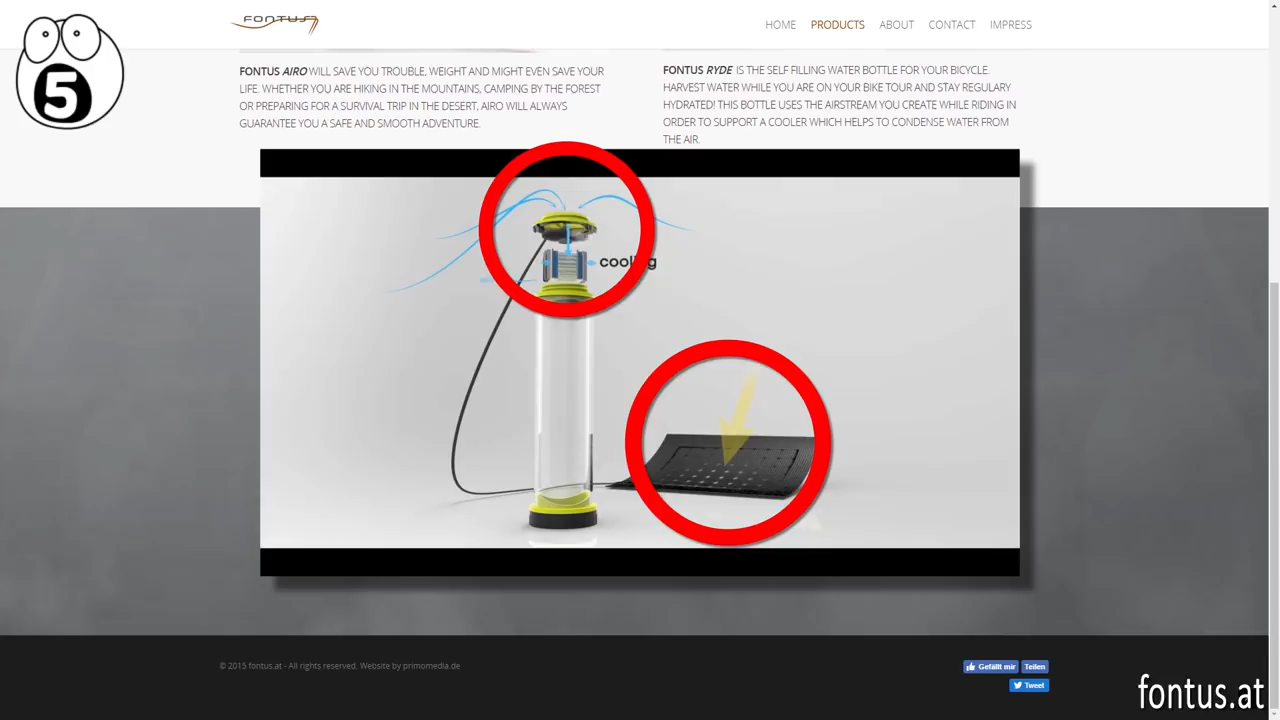 5
FONTUS
HOME PRODUCTS ABOUT CONTACT IMPRESS
FONTUS AIRO WILL SAVE YOU TROUBLE, WEIGHT AND MIGHT EVEN SAVE YOUR
LIFE. WHETHER YOU ARE HIKING IN THE MOUNTAINS, CAMPING BY THE FOREST
OR PREPARING FOR A SURVIVAL TRIP IN THE DESERT, AIRO WILL ALWAYS
GUARANTEE YOU A SAFE AND SMOOTH ADVENTURE.
FONTUS RYDE IS THE SELF FILLING WATER BOTTLE FOR YOUR BICYCLE.
HARVEST WATER WHILE YOU ARE ON YOUR BIKE TOUR AND STAY REGULARY
HYDRATED! THIS BOTTLE USES THE AIRSTREAM YOU CREATE WHILE RIDING IN
ORDER TO SUPPORT A COOLER WHICH HELPS TO CONDENSE WATER FROM
THE AIR.
cooling
© 2015 fontus.at - All rights reserved. Website by primomedia.de
Gefällt mir Teilen
Tweet
fontus.at